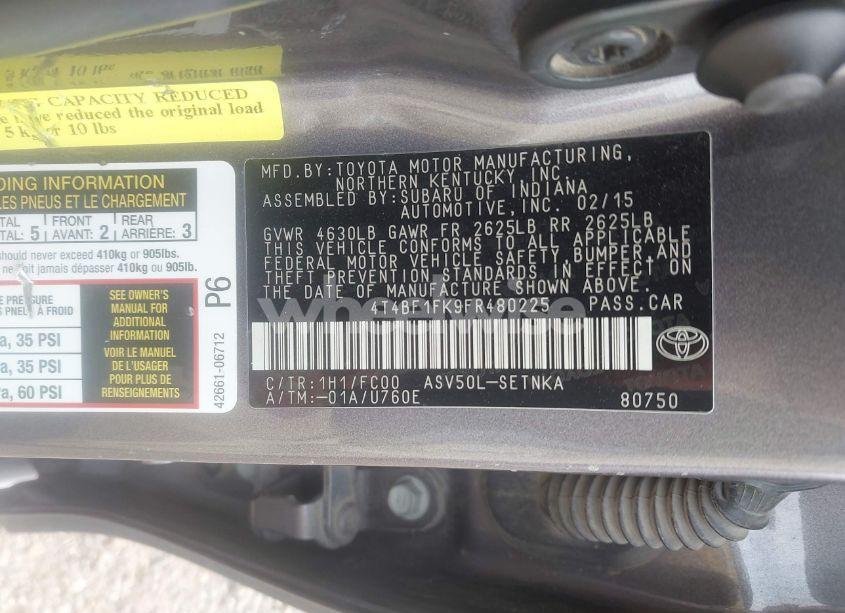 CAPACITY REDUCED
have reduced the original load
5 kg or 10 lbs
DING INFORMATION
LES PNEUS ET LE CHARGEMENT
TAL: 5 FRONT AVANT: 2 REAR ARRIÈRE: 3
should never exceed 410kg or 905lbs.
ne doit jamais dépasser 410kg ou 905lb.
PRESSURE
PNEUS À FROID
a, 35 PSI
a, 35 PSI
a, 60 PSI
SEE OWNER'S
MANUAL FOR
ADDITIONAL
INFORMATION
VOIR LE MANUEL
DE L'USAGER
POUR PLUS DE
RENSEIGNEMENTS
P6
42661-06712
MFD.BY:TOYOTA MOTOR MANUFACTURING,
NORTHERN KENTUCKY, INC.
ASSEMBLED BY:SUBARU OF INDIANA
AUTOMOTIVE,INC. 02/15
GVWR 4630LB GAWR FR 2625LB RR 2625LB
THIS VEHICLE CONFORMS TO ALL APPLICABLE
FEDERAL MOTOR VEHICLE SAFETY,BUMPER,AND
THEFT PREVENTION STANDARDS IN EFFECT ON
THE DATE OF MANUFACTURE SHOWN ABOVE.
4T4BF1FK9FR480225 PASS.CAR
C/TR:1H1/FC00 ASV50L-SETNKA
A/TM:-01A/U760E 80750
wheelwise